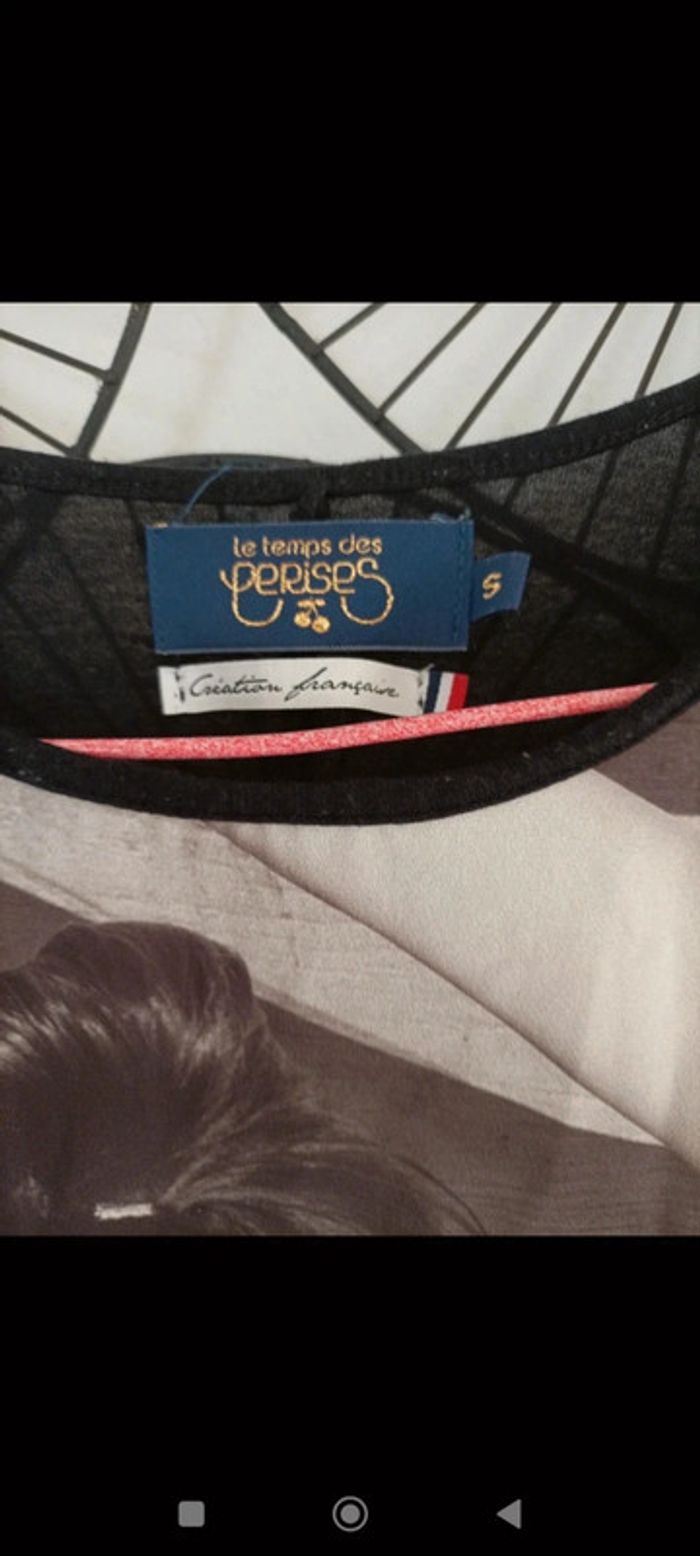 le temps des
cerises
S
Création française